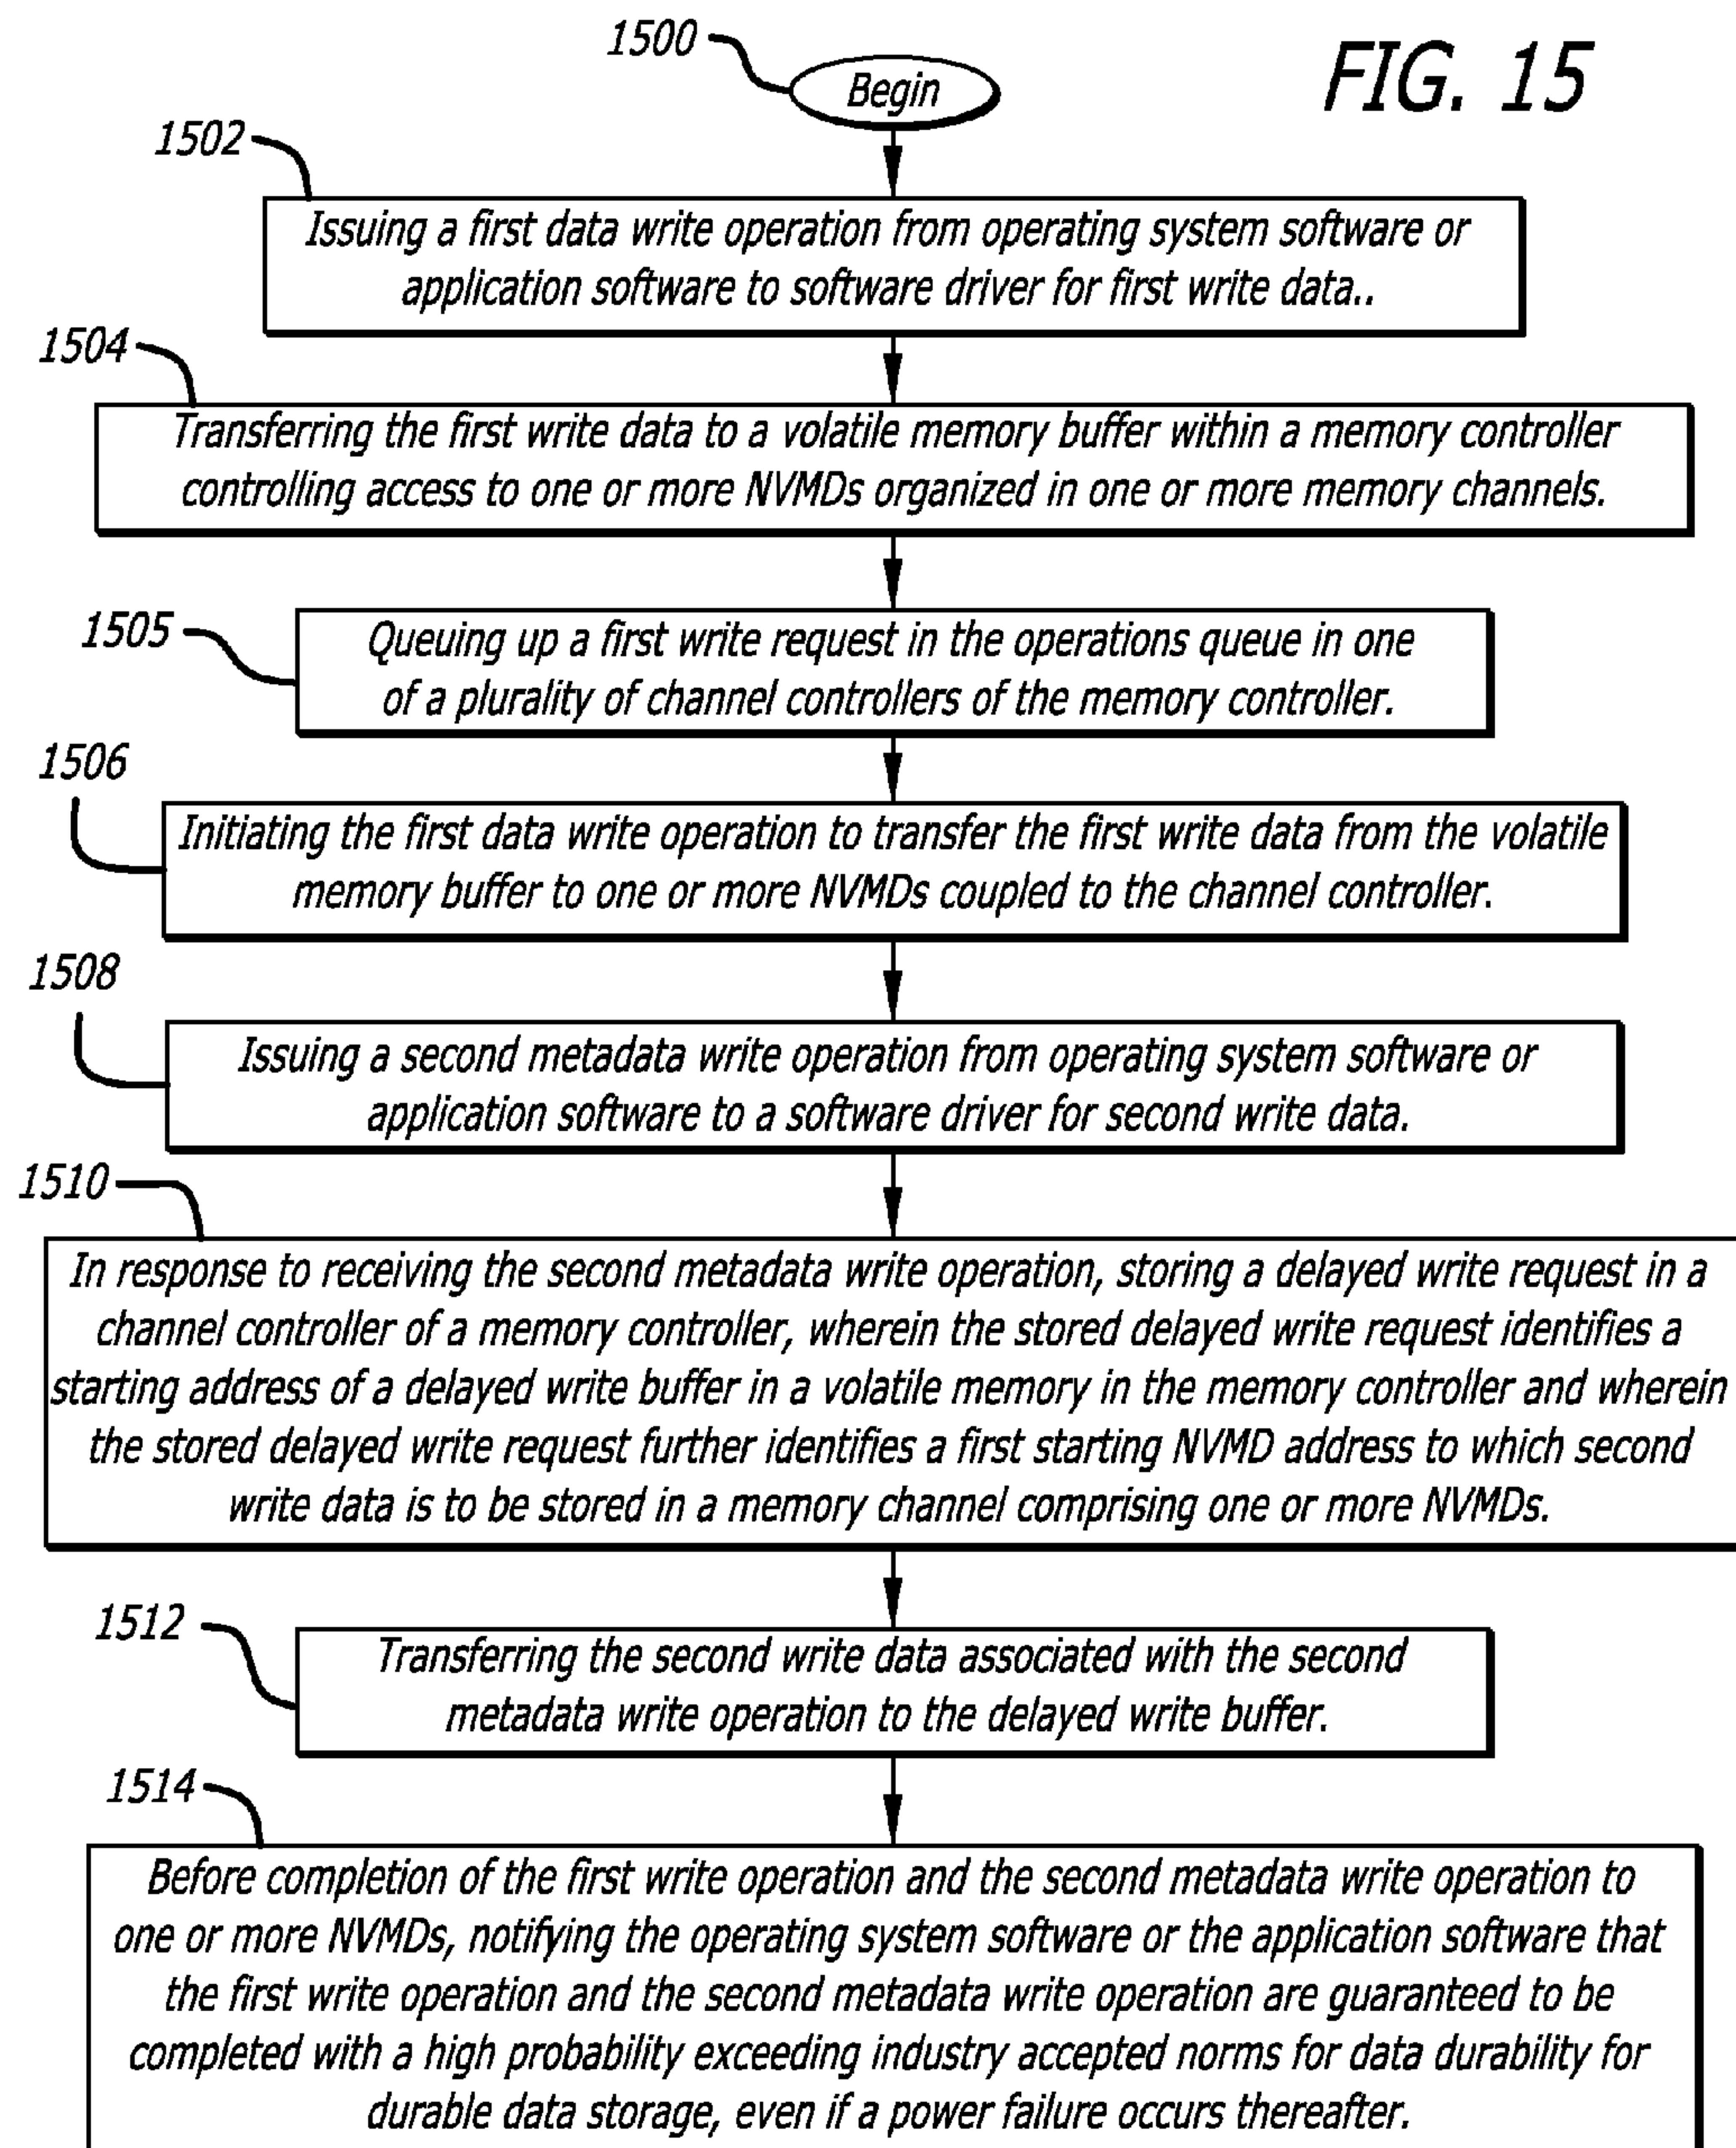 1500
Begin
FIG. 15
1502
Issuing a first data write operation from operating system software or
application software to software driver for first write data..
1504
Transferring the first write data to a volatile memory buffer within a memory controller
controlling access to one or more NVMDs organized in one or more memory channels.
1505
Queuing up a first write request in the operations queue in one
of a plurality of channel controllers of the memory controller.
1506
Initiating the first data write operation to transfer the first write data from the volatile
memory buffer to one or more NVMDs coupled to the channel controller.
1508
Issuing a second metadata write operation from operating system software or
application software to a software driver for second write data.
1510
In response to receiving the second metadata write operation, storing a delayed write request in a
channel controller of a memory controller, wherein the stored delayed write request identifies a
starting address of a delayed write buffer in a volatile memory in the memory controller and wherein
the stored delayed write request further identifies a first starting NVMD address to which second
write data is to be stored in a memory channel comprising one or more NVMDs.
1512
Transferring the second write data associated with the second
metadata write operation to the delayed write buffer.
1514
Before completion of the first write operation and the second metadata write operation to
one or more NVMDs, notifying the operating system software or the application software that
the first write operation and the second metadata write operation are guaranteed to be
completed with a high probability exceeding industry accepted norms for data durability for
durable data storage, even if a power failure occurs thereafter.